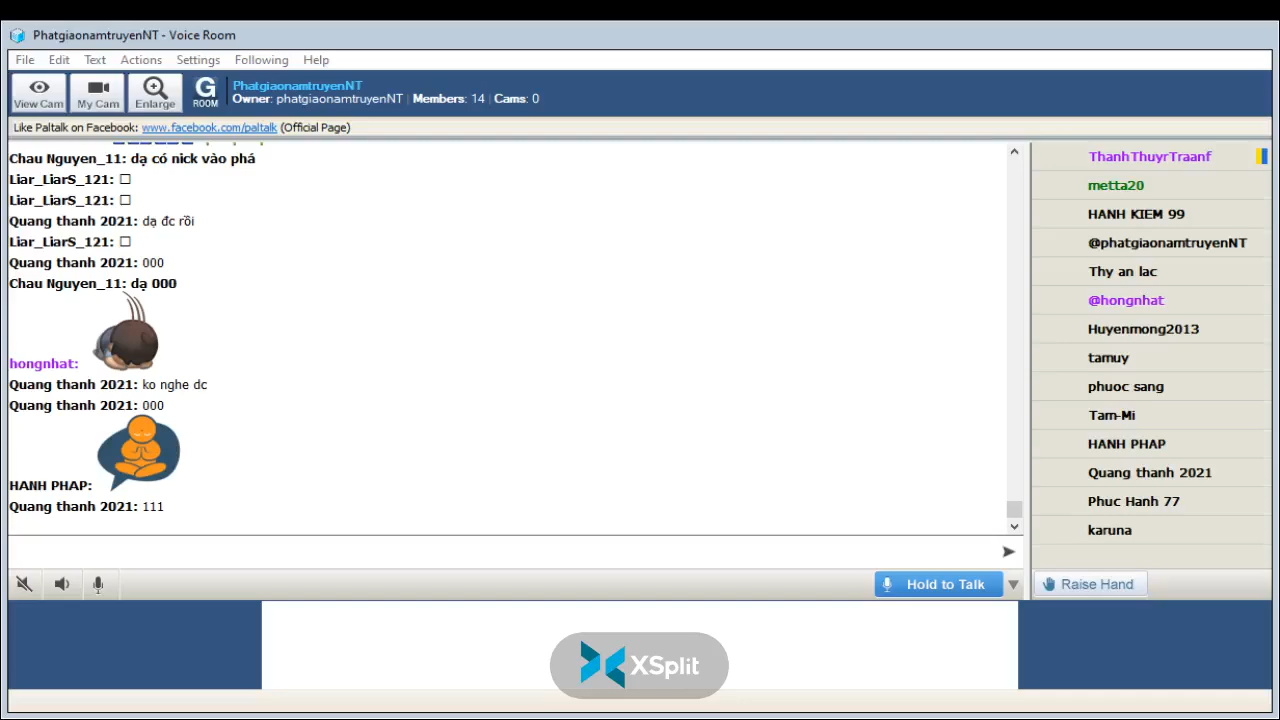 PhatgiaonamtruyenNT - Voice Room
File Edit Text Actions Settings Following Help
View Cam
My Cam
Enlarge
G
ROOM
PhatgiaonamtruyenNT
Owner: phatgiaonamtruyenNT | Members: 14 | Cams: 0
Like Paltalk on Facebook: www.facebook.com/paltalk (Official Page)
Chau Nguyen_11: dạ có nick vào phá
Liar_LiarS_121: □
Liar_LiarS_121: □
Quang thanh 2021: dạ đc rồi
Liar_LiarS_121: □
Quang thanh 2021: 000
Chau Nguyen_11: dạ 000
hongnhat:
Quang thanh 2021: ko nghe dc
Quang thanh 2021: 000
HANH PHAP:
Quang thanh 2021: 111
ThanhThuyrTraanf
metta20
HANH KIEM 99
@phatgiaonamtruyenNT
Thy an lac
@hongnhat
Huyenmong2013
tamuy
phuoc sang
Tam-Mi
HANH PHAP
Quang thanh 2021
Phuc Hanh 77
karuna
Hold to Talk
Raise Hand
XSplit